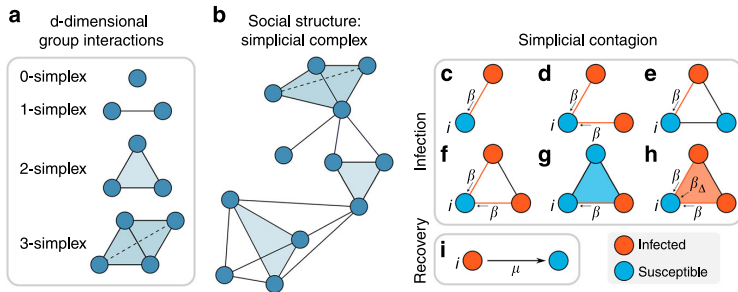 a
d-dimensional
group interactions
0-simplex
1-simplex
2-simplex
3-simplex
b
Social structure:
simplicial complex
Simplicial contagion
Infection
c
β
i
d
β
i
β
e
β
i
f
β
i
β
g
i
β
h
β
β_Δ
i
β
Recovery
i
i
μ
Infected
Susceptible